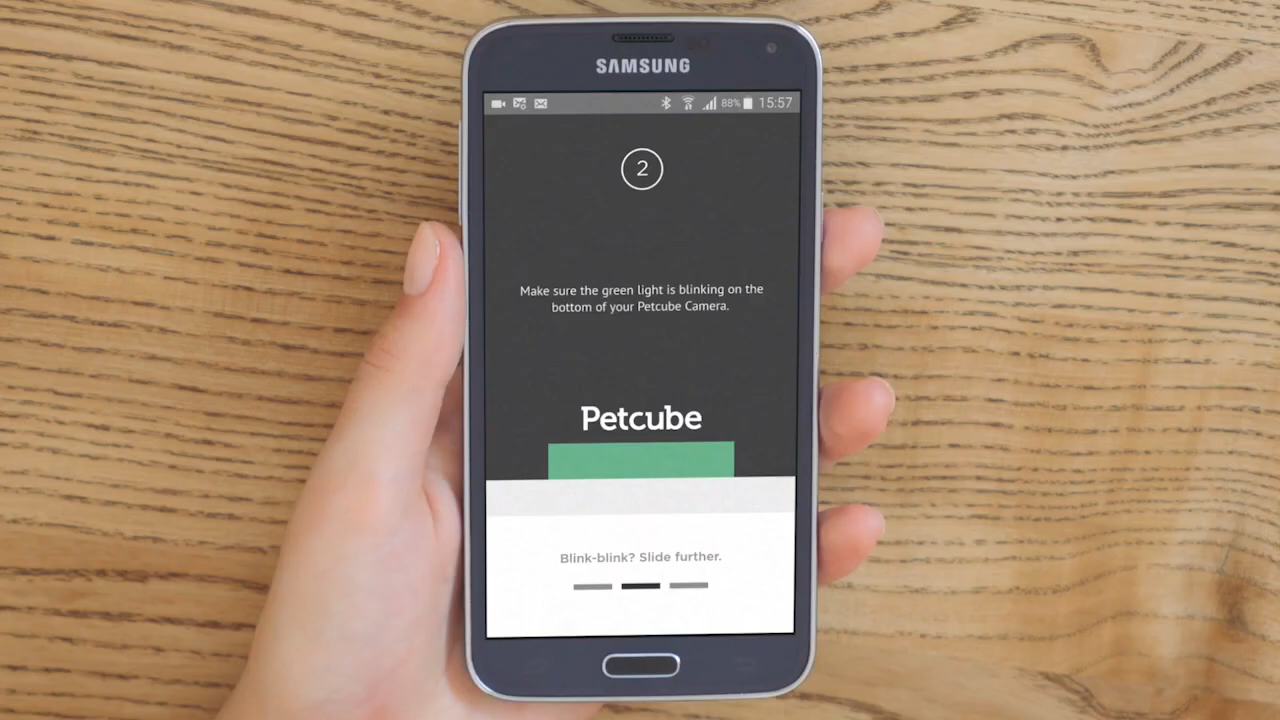 SAMSUNG
88% 15:57
2
Make sure the green light is blinking on the
bottom of your Petcube Camera.
Petcube
Blink-blink? Slide further.